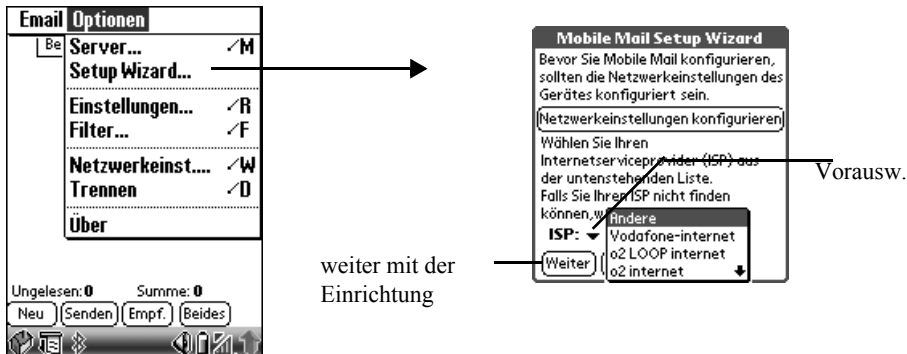 Email Optionen
Be
Server... ⁄M
Setup Wizard...
Einstellungen... ⁄R
Filter... ⁄F
Netzwerkeinst.... ⁄W
Trennen ⁄D
Über
Ungelesen: 0 Summe: 0
Neu Senden Empf. Beides
weiter mit der
Einrichtung
Mobile Mail Setup Wizard
Bevor Sie Mobile Mail konfigurieren,
sollten die Netzwerkeinstellungen des
Gerätes konfiguriert sein.
Netzwerkeinstellungen konfigurieren
Wählen Sie Ihren
Internetserviceprovider (ISP) aus
der untenstehenden Liste.
Falls Sie Ihren ISP nicht finden
können, w
ISP:
Andere
Vodafone-internet
o2 LOOP internet
o2 internet
Weiter
Vorausw.